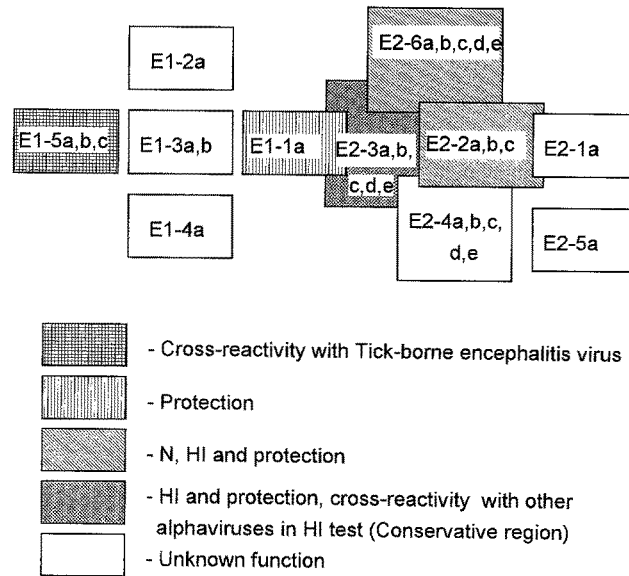 E2-6a,b,c,d,e
E1-2a
E1-5a,b,c
E1-3a,b
E1-1a
E2-3a,b,
c,d,e
E2-2a,b,c
E2-1a
E1-4a
E2-4a,b,c,
d,e
E2-5a
- Cross-reactivity with Tick-borne encephalitis virus
- Protection
- N, HI and protection
- HI and protection, cross-reactivity with other
alphaviruses in HI test (Conservative region)
- Unknown function